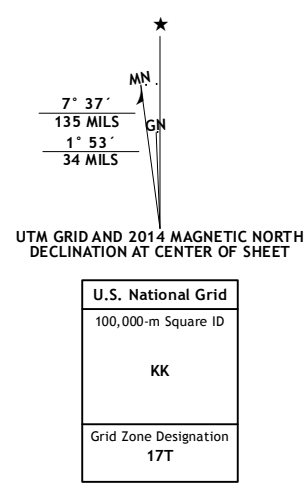 MN
7° 37´
135 MILS
GN
1° 53´
34 MILS
UTM GRID AND 2014 MAGNETIC NORTH
DECLINATION AT CENTER OF SHEET
U.S. National Grid
100,000-m Square ID
KK
Grid Zone Designation
17T